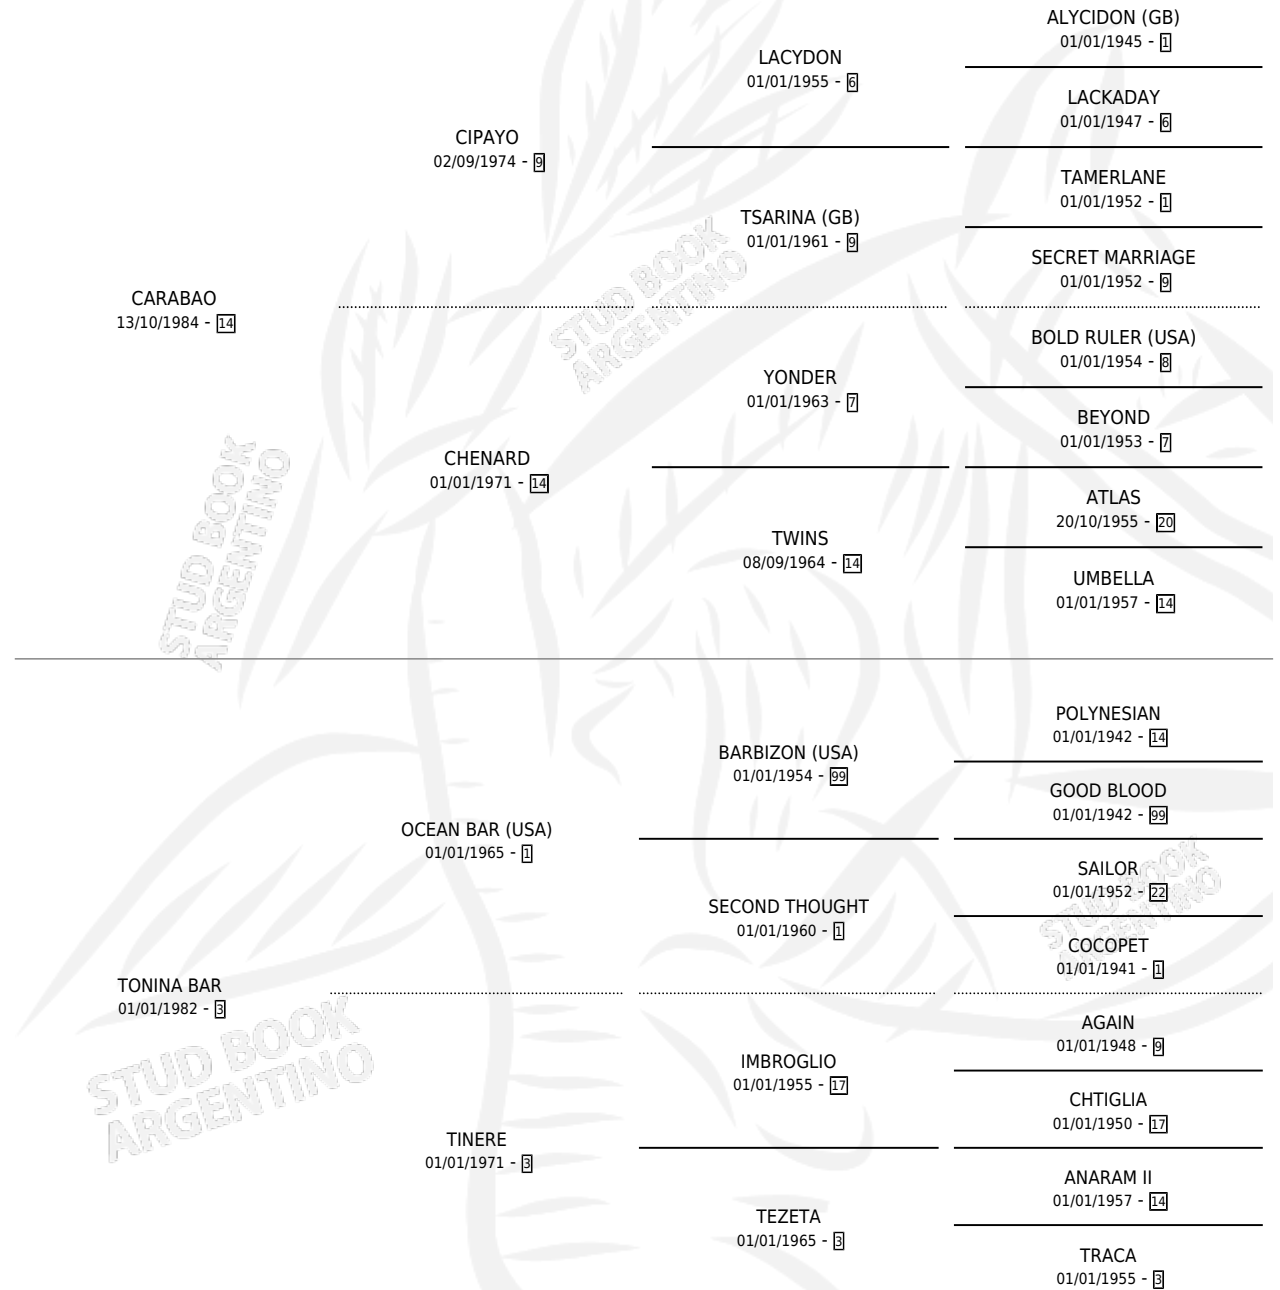 ALYCIDON (GB)
01/01/1945 - 1
LACYDON
01/01/1955 - 6
LACKADAY
01/01/1947 - 6
CIPAYO
02/09/1974 - 9
TAMERLANE
01/01/1952 - 1
TSARINA (GB)
01/01/1961 - 9
SECRET MARRIAGE
01/01/1952 - 9
CARABAO
13/10/1984 - 14
STUD BOOK
ARGENTINO
BOLD RULER (USA)
01/01/1954 - 8
YONDER
01/01/1963 - 7
BEYOND
01/01/1953 - 7
CHENARD
01/01/1971 - 14
ATLAS
20/10/1955 - 20
TWINS
08/09/1964 - 14
UMBELLA
01/01/1957 - 14
STUD BOOK
ARGENTINO
POLYNESIAN
01/01/1942 - 14
BARBIZON (USA)
01/01/1954 - 99
GOOD BLOOD
01/01/1942 - 99
OCEAN BAR (USA)
01/01/1965 - 1
SAILOR
01/01/1952 - 22
SECOND THOUGHT
01/01/1960 - 1
STUD BOOK
ARGENTINO
COCOPET
01/01/1941 - 1
TONINA BAR
01/01/1982 - 3
STUD BOOK
ARGENTINO
AGAIN
01/01/1948 - 9
IMBROGLIO
01/01/1955 - 17
CHTIGLIA
01/01/1950 - 17
TINERE
01/01/1971 - 3
ANARAM II
01/01/1957 - 14
TEZETA
01/01/1965 - 3
TRACA
01/01/1955 - 3